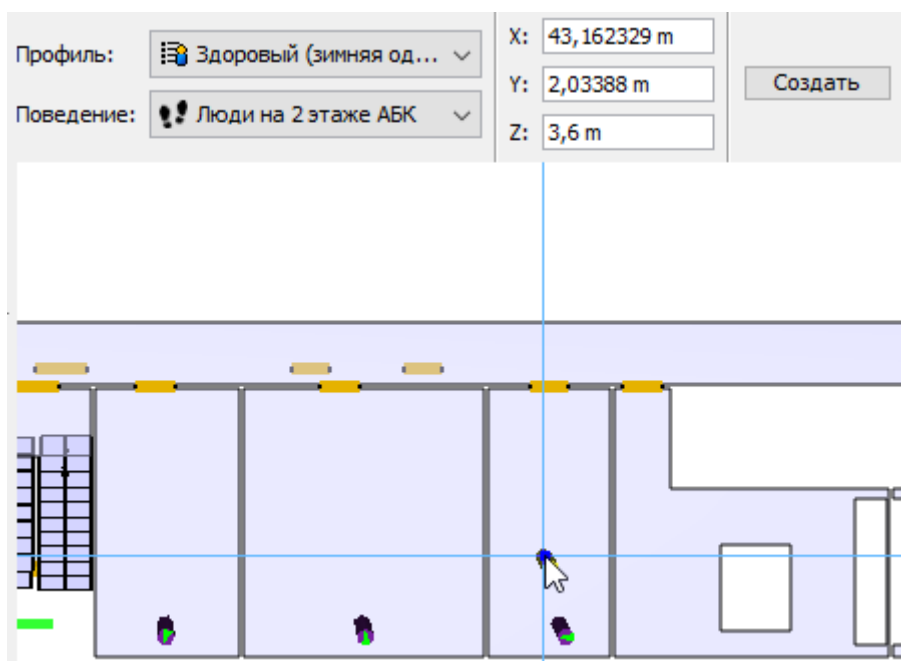 Профиль:
Здоровый (зимняя од...
Поведение:
Люди на 2 этаже АБК
X: 43,162329 m
Y: 2,03388 m
Z: 3,6 m
Создать